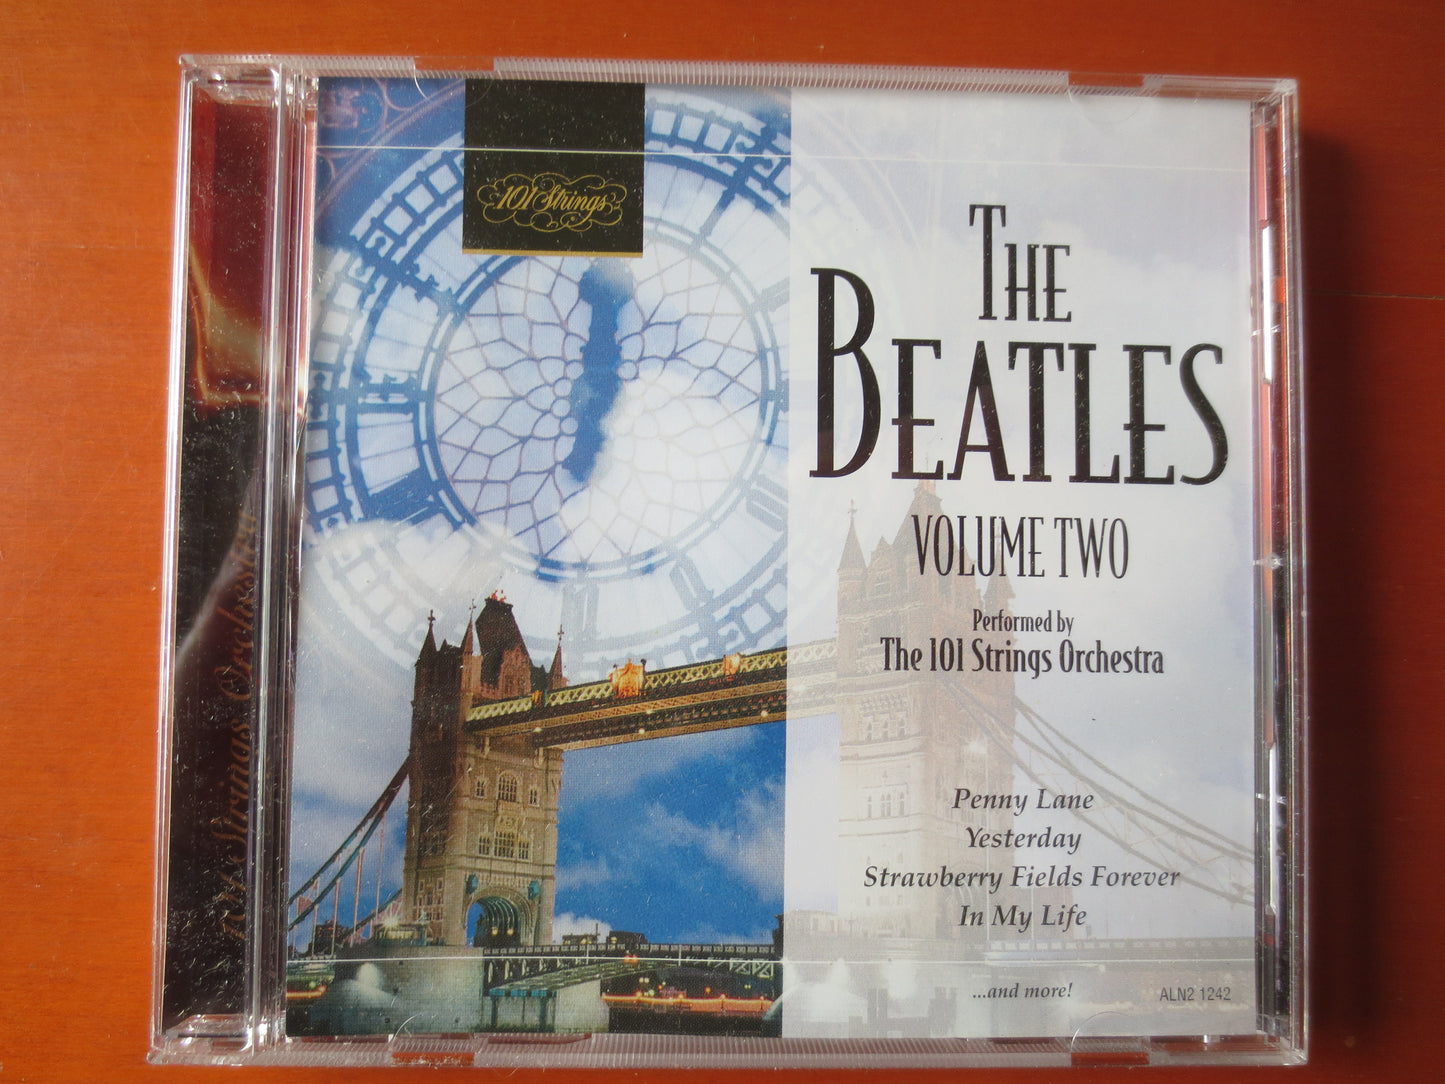 101 Strings
THE
BEATLES
VOLUME TWO
Performed by
The 101 Strings Orchestra
Penny Lane
Yesterday
Strawberry Fields Forever
In My Life
...and more!
ALN2 1242
101 Strings Orchestra